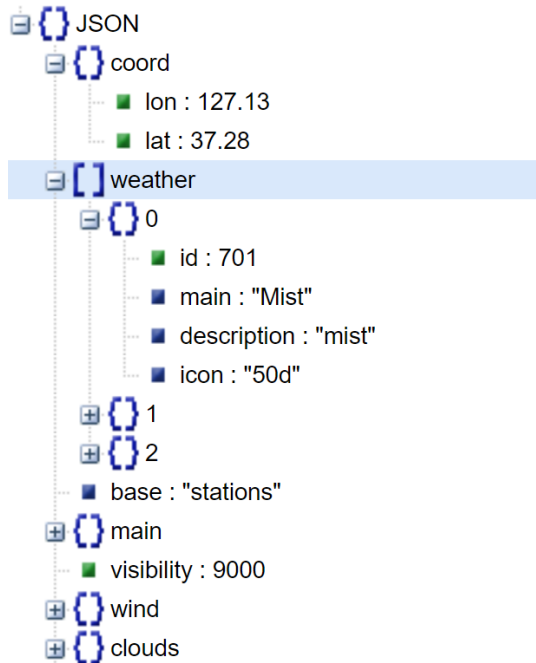 JSON
coord
lon : 127.13
lat : 37.28
weather
0
id : 701
main : "Mist"
description : "mist"
icon : "50d"
1
2
base : "stations"
main
visibility : 9000
wind
clouds